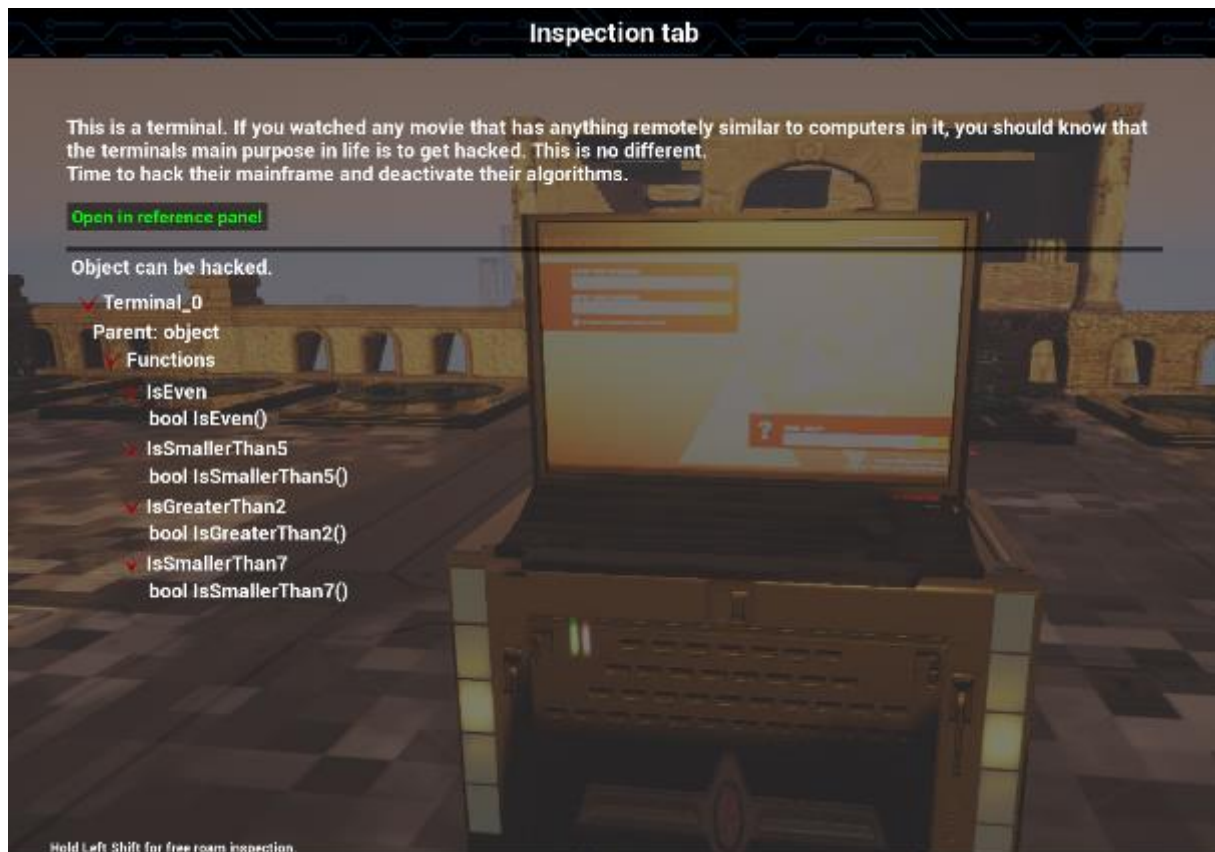 Inspection tab
This is a terminal. If you watched any movie that has anything remotely similar to computers in it, you should know that
the terminals main purpose in life is to get hacked. This is no different.
Time to hack their mainframe and deactivate their algorithms.
Open in reference panel
Object can be hacked.
Terminal_0
Parent: object
Functions
IsEven
bool IsEven()
IsSmallerThan5
bool IsSmallerThan5()
IsGreaterThan2
bool IsGreaterThan2()
IsSmallerThan7
bool IsSmallerThan7()
Hold Left Shift for free roam inspection.